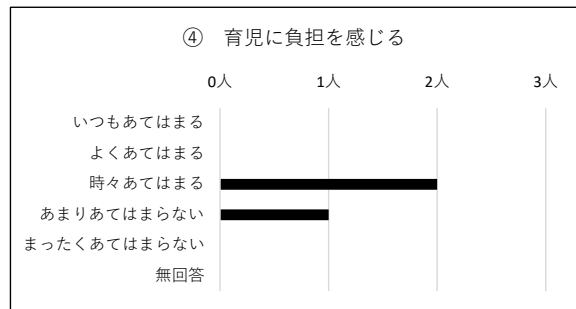 ④ 育児に負担を感じる
0人 1人 2人 3人
いつもあてはまる
よくあてはまる
時々あてはまる
あまりあてはまらない
まったくあてはまらない
無回答